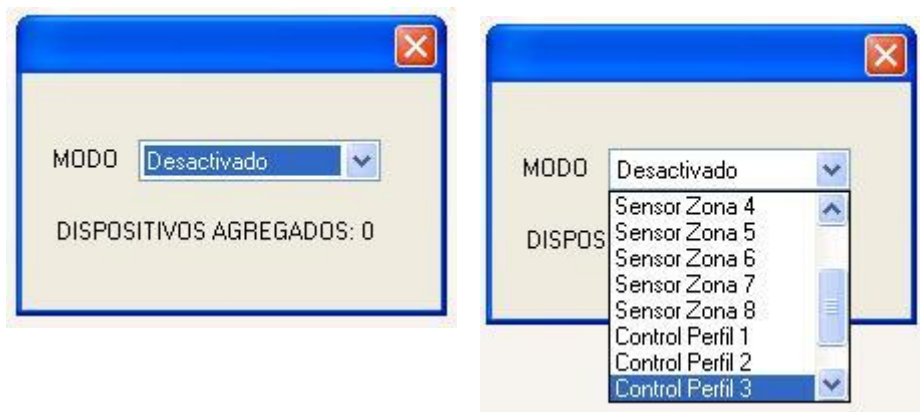 MODO Desactivado
DISPOSITIVOS AGREGADOS: 0
MODO Desactivado
DISPOS
Sensor Zona 4
Sensor Zona 5
Sensor Zona 6
Sensor Zona 7
Sensor Zona 8
Control Perfil 1
Control Perfil 2
Control Perfil 3